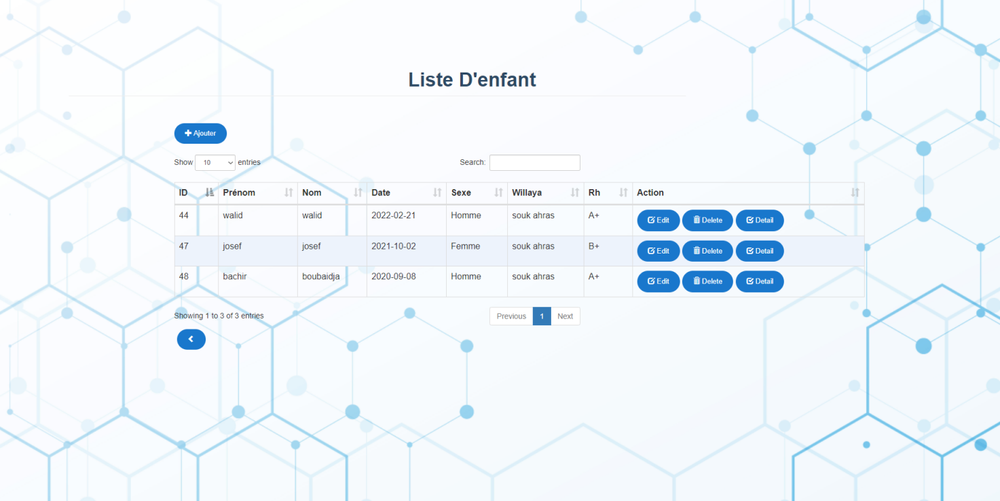 Liste D'enfant
Ajouter
Show 10 entries Search:
ID Prénom Nom Date Sexe Willaya Rh Action
44 walid walid 2022-02-21 Homme souk ahras A+ Edit Delete Detail
47 josef josef 2021-10-02 Femme souk ahras B+ Edit Delete Detail
48 bachir boubaidja 2020-09-08 Homme souk ahras A+ Edit Delete Detail
Showing 1 to 3 of 3 entries Previous 1 Next